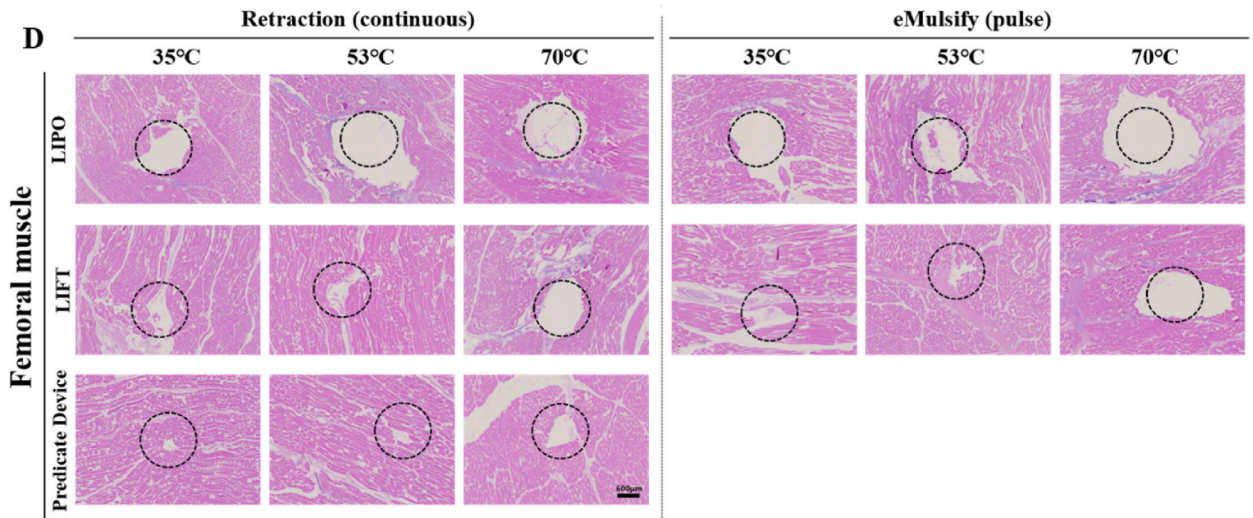 D
Retraction (continuous)
eMulsify (pulse)
35°C 53°C 70°C 35°C 53°C 70°C
Femoral muscle
LIPO
LIFT
Predicate Device
600μm